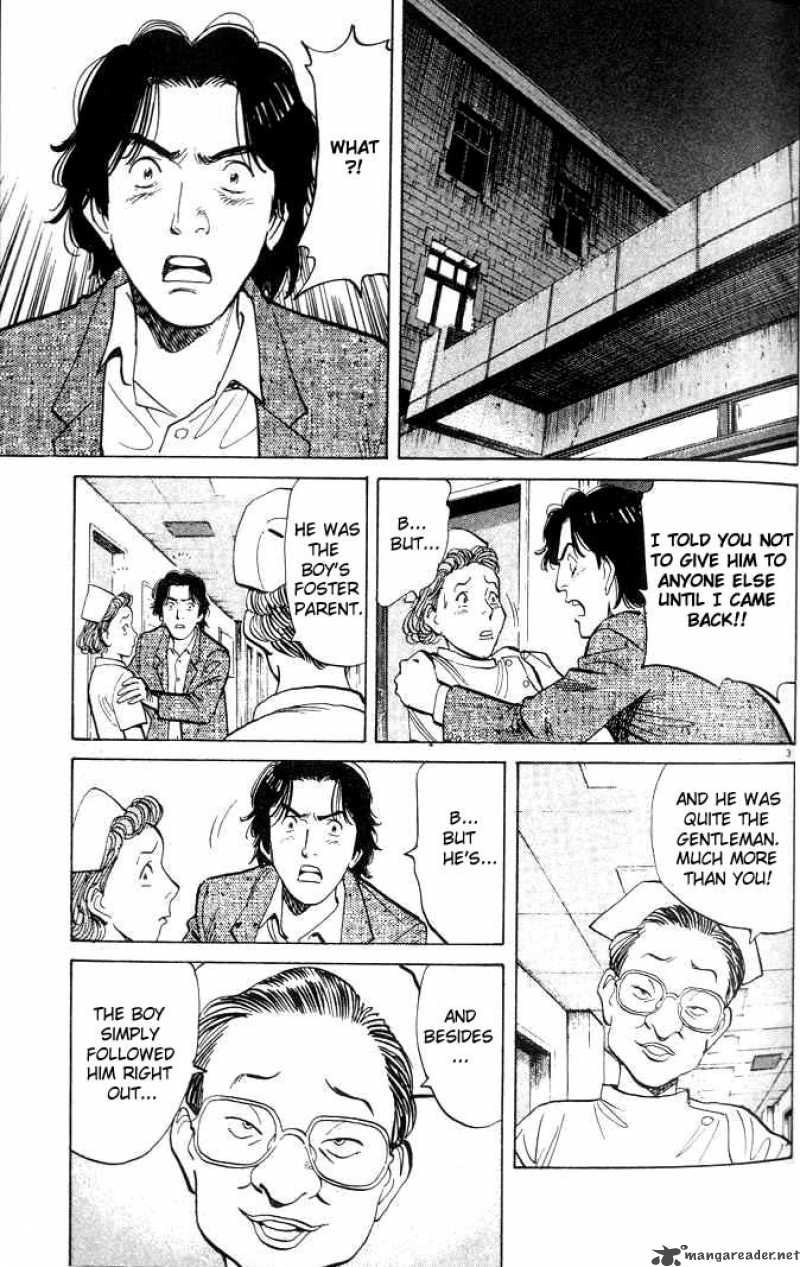 WHAT
?!
I TOLD YOU NOT
TO GIVE HIM TO
ANYONE ELSE
UNTIL I CAME
BACK!!
B...
BUT...
HE WAS
THE
BOY'S
FOSTER
PARENT.
3
AND HE WAS
QUITE THE
GENTLEMAN.
MUCH MORE
THAN YOU!
B...
BUT
HE'S...
AND
BESIDES
...
THE BOY
SIMPLY
FOLLOWED
HIM RIGHT
OUT...
mangareader.net